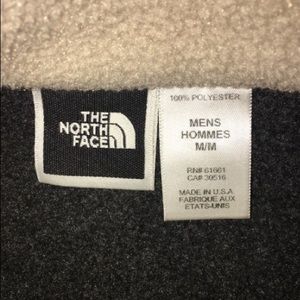 THE
NORTH
FACE
100% POLYESTER
MENS
HOMMES
M/M
RN# 61661
CA# 30516
MADE IN U.S.A
FABRIQUE AUX
ETATS-UNIS